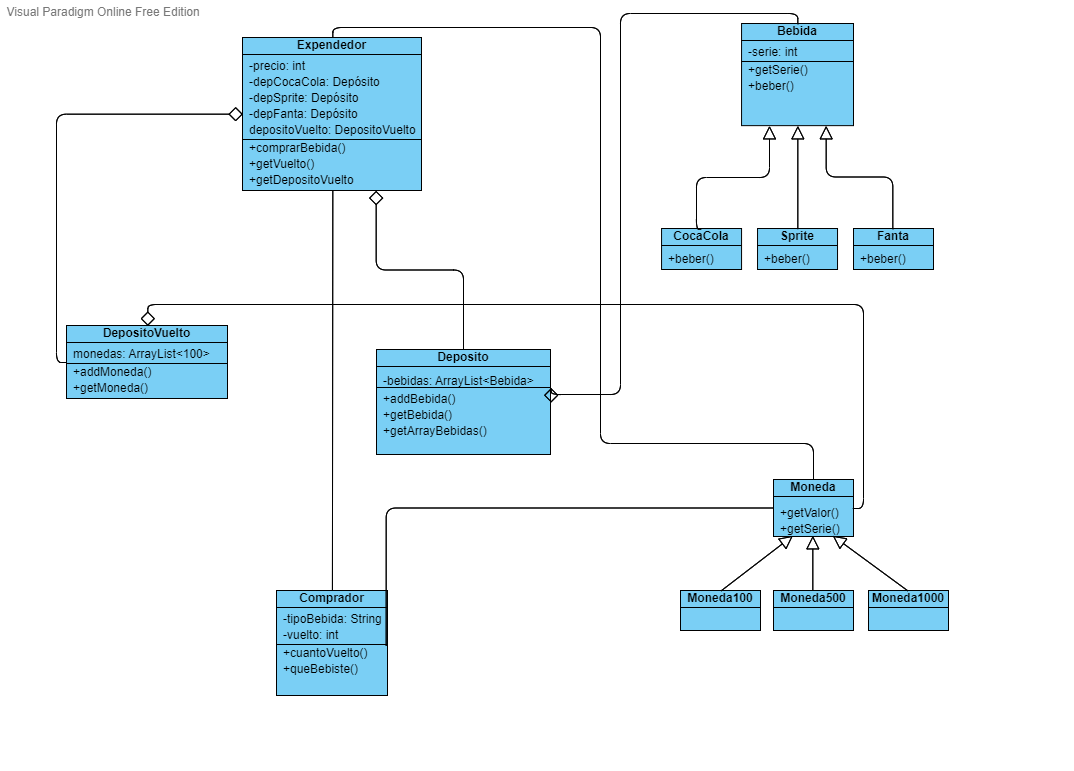 Visual Paradigm Online Free Edition
Expendedor
-precio: int
-depCocaCola: Depósito
-depSprite: Depósito
-depFanta: Depósito
depositoVuelto: DepositoVuelto
+comprarBebida()
+getVuelto()
+getDepositoVuelto
Bebida
-serie: int
+getSerie()
+beber()
CocaCola
+beber()
Sprite
+beber()
Fanta
+beber()
DepositoVuelto
monedas: ArrayList<100>
+addMoneda()
+getMoneda()
Deposito
-bebidas: ArrayList<Bebida>
+addBebida()
+getBebida()
+getArrayBebidas()
Moneda
+getValor()
+getSerie()
Moneda100
Moneda500
Moneda1000
Comprador
-tipoBebida: String
-vuelto: int
+cuantoVuelto()
+queBebiste()